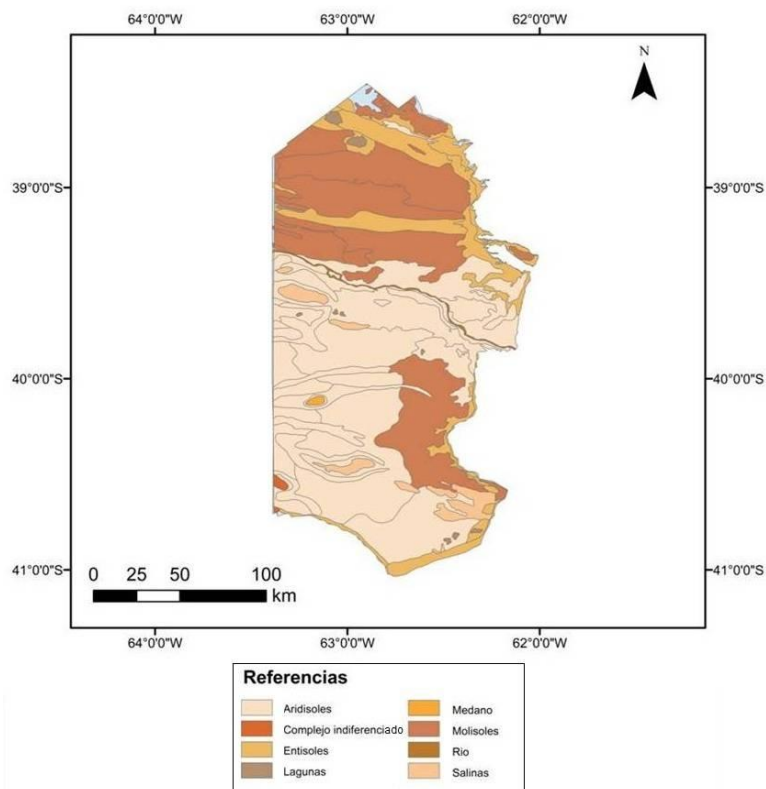 64°0'0"W 63°0'0"W 62°0'0"W
N
39°0'0"S 39°0'0"S
40°0'0"S 40°0'0"S
41°0'0"S 41°0'0"S
0 25 50 100
km
64°0'0"W 63°0'0"W 62°0'0"W
Referencias
Aridisoles Medano
Complejo indiferenciado Molisoles
Entisoles Rio
Lagunas Salinas